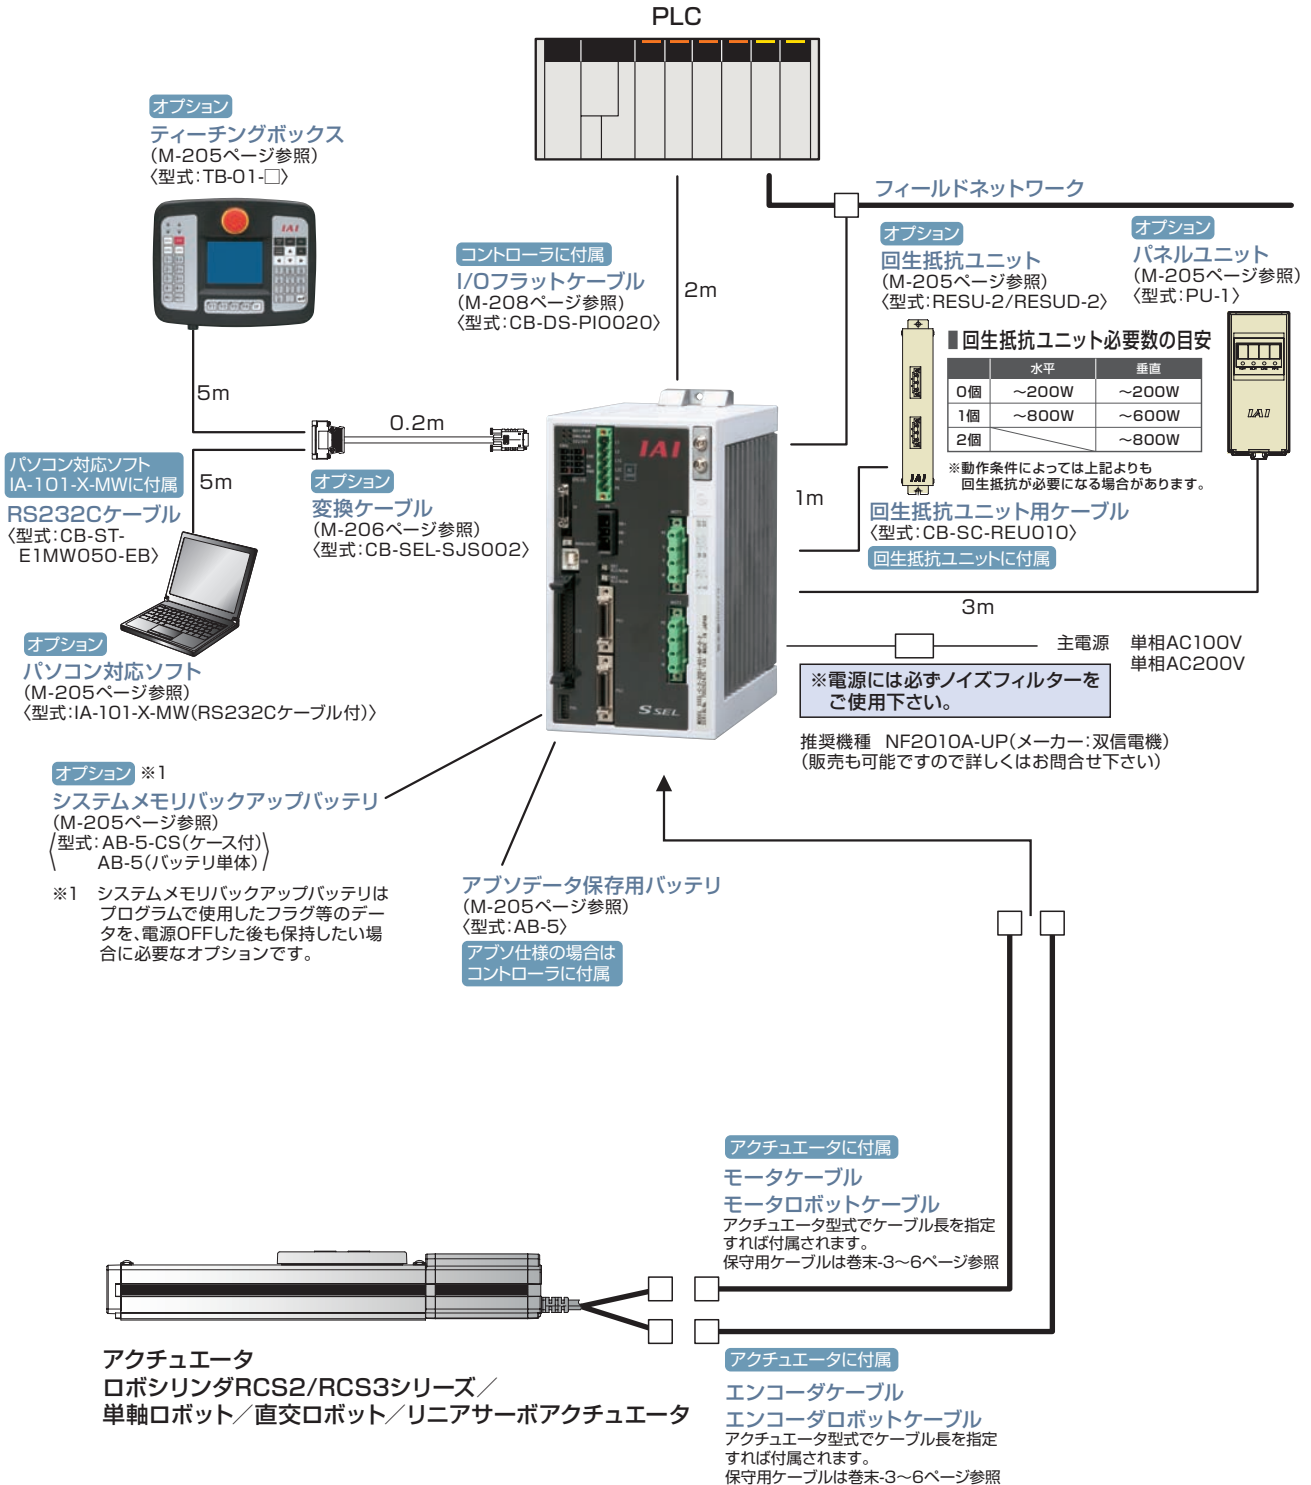 PLC
オプション
ティーチングボックス
(M-205ページ参照)
〈型式:TB-01-□〉
IAI
フィールドネットワーク
コントローラに付属
I/Oフラットケーブル
(M-208ページ参照)
〈型式:CB-DS-PIO020〉
2m
オプション
回生抵抗ユニット
(M-205ページ参照)
〈型式:RESU-2/RESUD-2〉
オプション
パネルユニット
(M-205ページ参照)
〈型式:PU-1〉
■回生抵抗ユニット必要数の目安
水平 垂直
0個 ～200W ～200W
1個 ～800W ～600W
2個 ～800W
※動作条件によっては上記よりも
回生抵抗が必要になる場合があります。
IAI
IAI
5m
0.2m
5m
パソコン対応ソフト
IA-101-X-MWに付属
RS232Cケーブル
〈型式:CB-ST-
E1MW050-EB〉
オプション
変換ケーブル
(M-206ページ参照)
〈型式:CB-SEL-SJS002〉
IAI
S SEL
1m
回生抵抗ユニット用ケーブル
〈型式:CB-SC-REU010〉
回生抵抗ユニットに付属
3m
主電源 単相AC100V
単相AC200V
※電源には必ずノイズフィルターを
ご使用下さい。
推奨機種 NF2010A-UP(メーカー:双信電機)
(販売も可能ですので詳しくはお問合せ下さい)
オプション
パソコン対応ソフト
(M-205ページ参照)
〈型式:IA-101-X-MW(RS232Cケーブル付)〉
オプション ※1
システムメモリバックアップバッテリ
(M-205ページ参照)
〈型式:AB-5-CS(ケース付)
AB-5(バッテリ単体)〉
※1 システムメモリバックアップバッテリは
プログラムで使用したフラグ等のデー
タを、電源OFFした後も保持したい場
合に必要なオプションです。
アブソデータ保存用バッテリ
(M-205ページ参照)
〈型式:AB-5〉
アブソ仕様の場合は
コントローラに付属
アクチュエータに付属
モータケーブル
モータロボットケーブル
アクチュエータ型式でケーブル長を指定
すれば付属されます。
保守用ケーブルは巻末-3～6ページ参照
アクチュエータ
ロボシリンダRCS2/RCS3シリーズ／
単軸ロボット／直交ロボット／リニアサーボアクチュエータ
アクチュエータに付属
エンコーダケーブル
エンコーダロボットケーブル
アクチュエータ型式でケーブル長を指定
すれば付属されます。
保守用ケーブルは巻末-3～6ページ参照